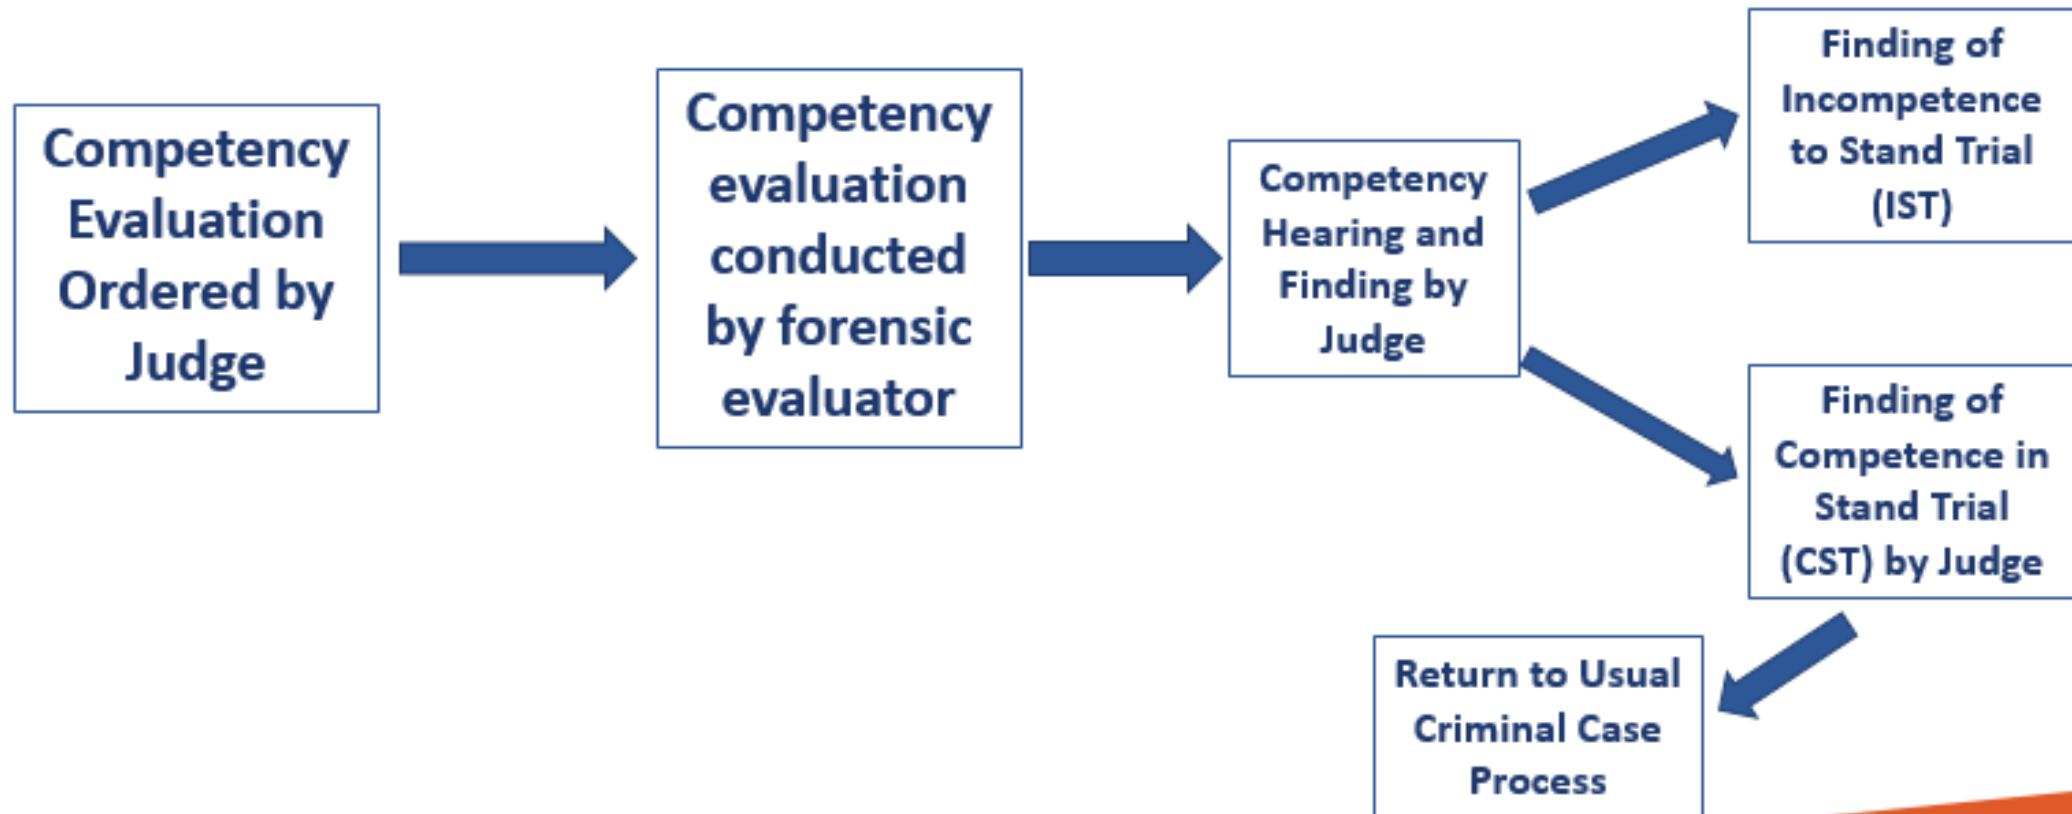 Competency
Evaluation
Ordered by
Judge
Competency
evaluation
conducted
by forensic
evaluator
Competency
Hearing and
Finding by
Judge
Finding of
Incompetence
to Stand Trial
(IST)
Finding of
Competence in
Stand Trial
(CST) by Judge
Return to Usual
Criminal Case
Process